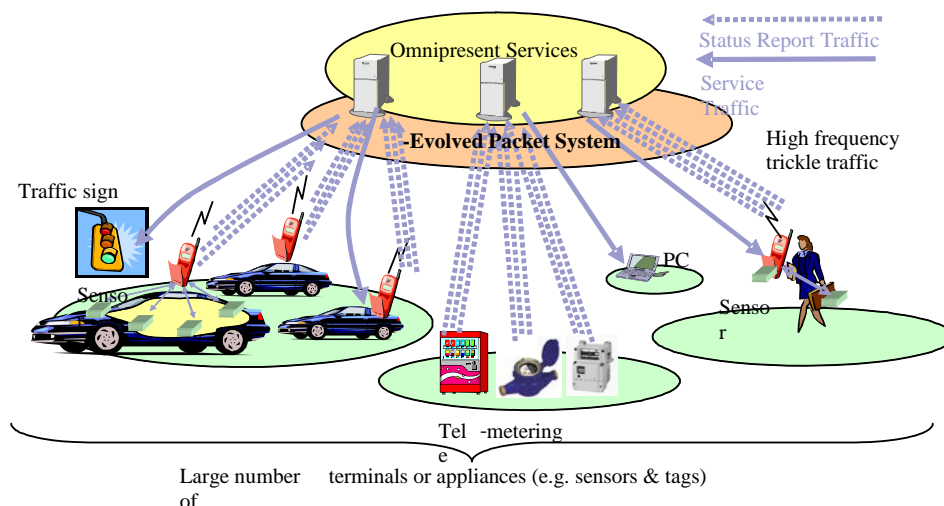 Omnipresent Services
Status Report Traffic
Service
Traffic
-Evolved Packet System
High frequency
trickle traffic
Traffic sign
Senso
PC
Senso
r
Tel -metering
e
Large number terminals or appliances (e.g. sensors & tags)
of